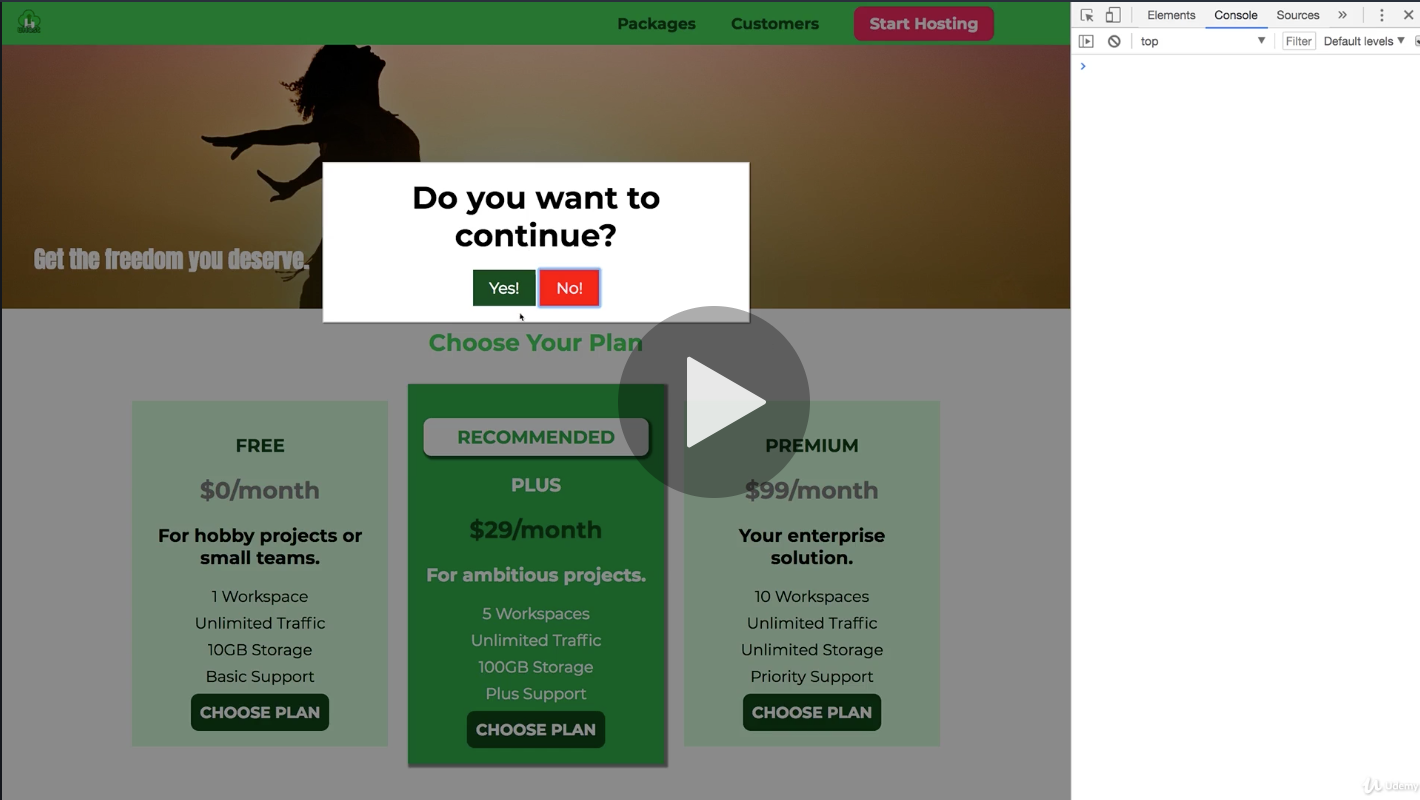 Packages Customers Start Hosting
Elements Console Sources »
top Filter Default levels
Get the freedom you deserve.
Do you want to
continue?
Yes! No!
Choose Your Plan
FREE
$0/month
For hobby projects or
small teams.
1 Workspace
Unlimited Traffic
10GB Storage
Basic Support
CHOOSE PLAN
RECOMMENDED
PLUS
$29/month
For ambitious projects.
5 Workspaces
Unlimited Traffic
100GB Storage
Plus Support
CHOOSE PLAN
PREMIUM
$99/month
Your enterprise
solution.
10 Workspaces
Unlimited Traffic
Unlimited Storage
Priority Support
CHOOSE PLAN
Udemy